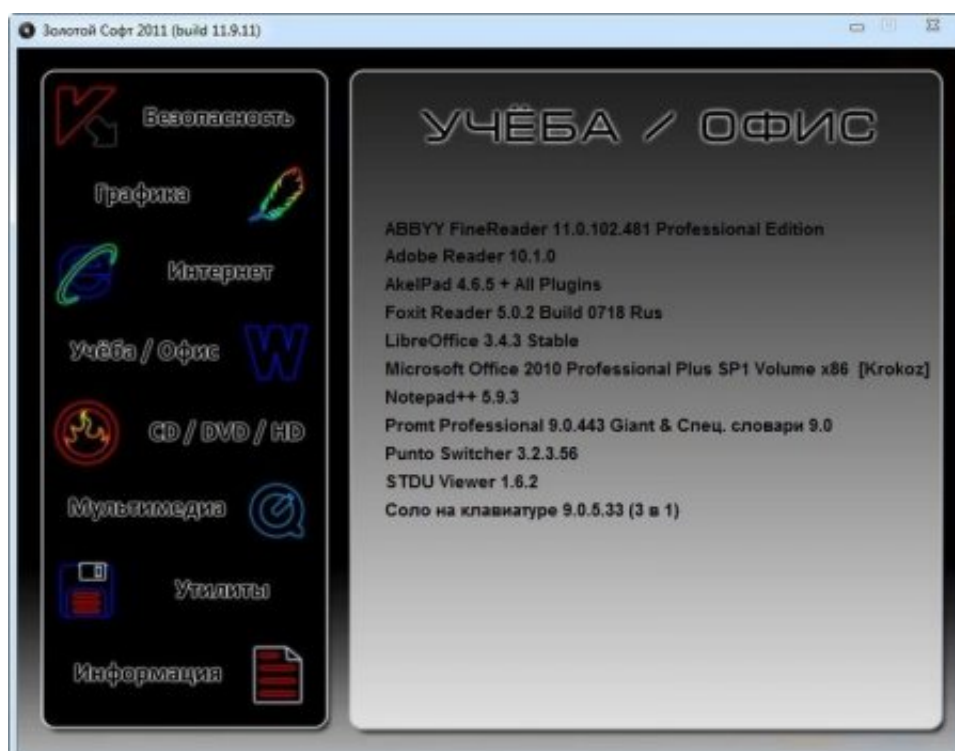 Золотой Софт 2011 (build 11.9.11)
Безопасность
Графика
Интернет
Учёба / Офис
CD / DVD / HD
Мультимедиа
Утилиты
Информация
УЧЁБА / ОФИС
ABBYY FineReader 11.0.102.481 Professional Edition
Adobe Reader 10.1.0
AkelPad 4.6.5 + All Plugins
Foxit Reader 5.0.2 Build 0718 Rus
LibreOffice 3.4.3 Stable
Microsoft Office 2010 Professional Plus SP1 Volume x86 [Krokoz]
Notepad++ 5.9.3
Promt Professional 9.0.443 Giant & Спец. словари 9.0
Punto Switcher 3.2.3.56
STDU Viewer 1.6.2
Соло на клавиатуре 9.0.5.33 (3 в 1)